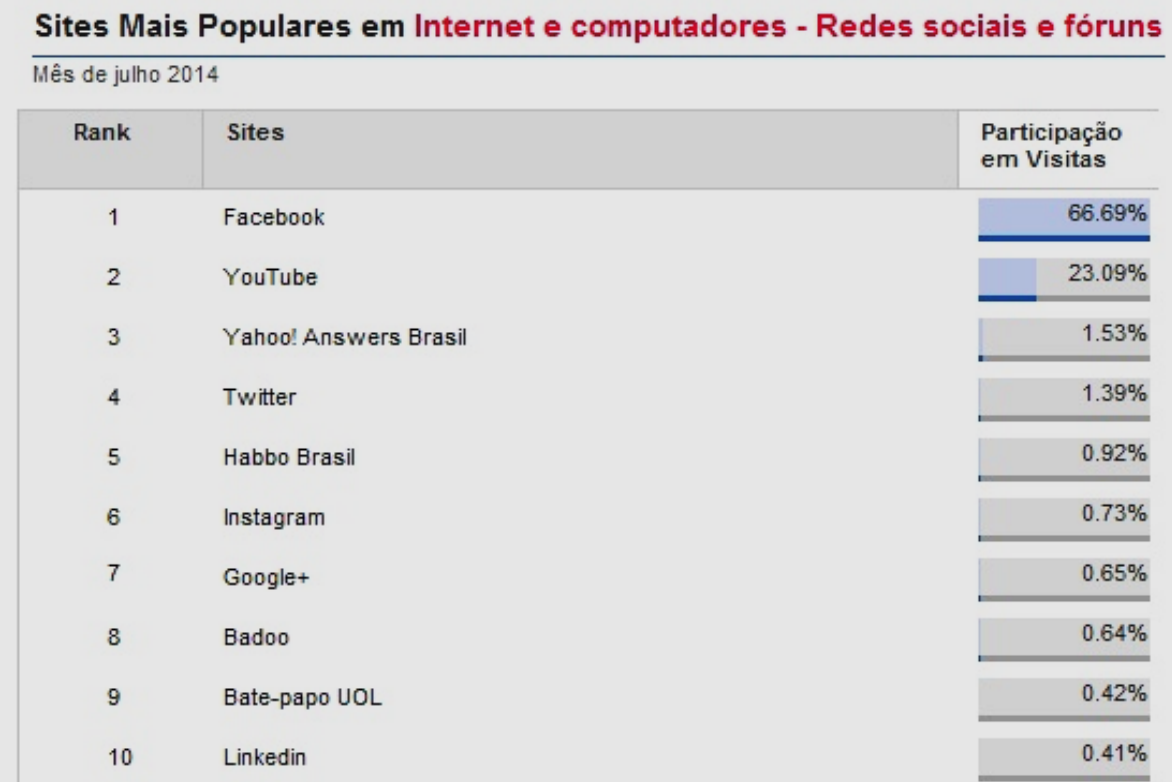 Sites Mais Populares em Internet e computadores - Redes sociais e fóruns
Mês de julho 2014
Rank Sites Participação em Visitas
1 Facebook 66.69%
2 YouTube 23.09%
3 Yahoo! Answers Brasil 1.53%
4 Twitter 1.39%
5 Habbo Brasil 0.92%
6 Instagram 0.73%
7 Google+ 0.65%
8 Badoo 0.64%
9 Bate-papo UOL 0.42%
10 Linkedin 0.41%